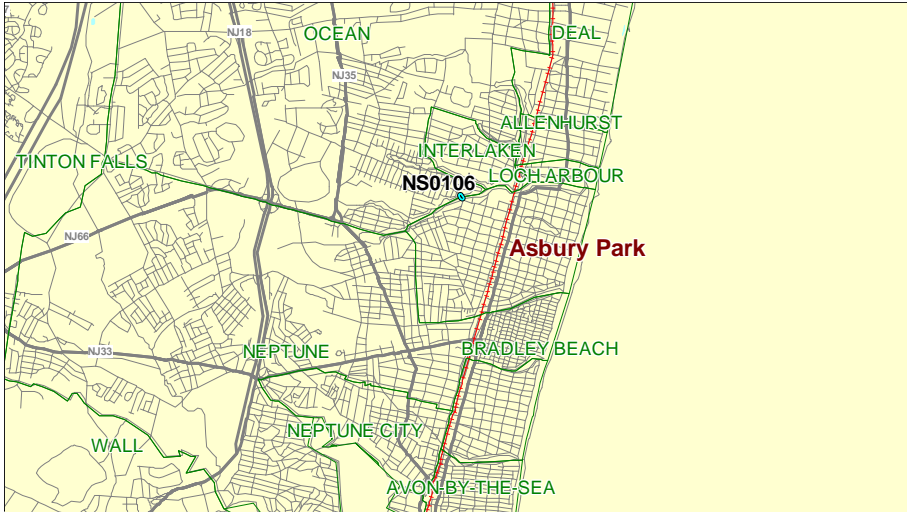 OCEAN
DEAL
NJ18
NJ35
ALLENHURST
INTERLAKEN
TINTON FALLS
LOCH ARBOUR
NS0106
NJ66
Asbury Park
NJ33
NEPTUNE
BRADLEY BEACH
NEPTUNE CITY
WALL
AVON-BY-THE-SEA